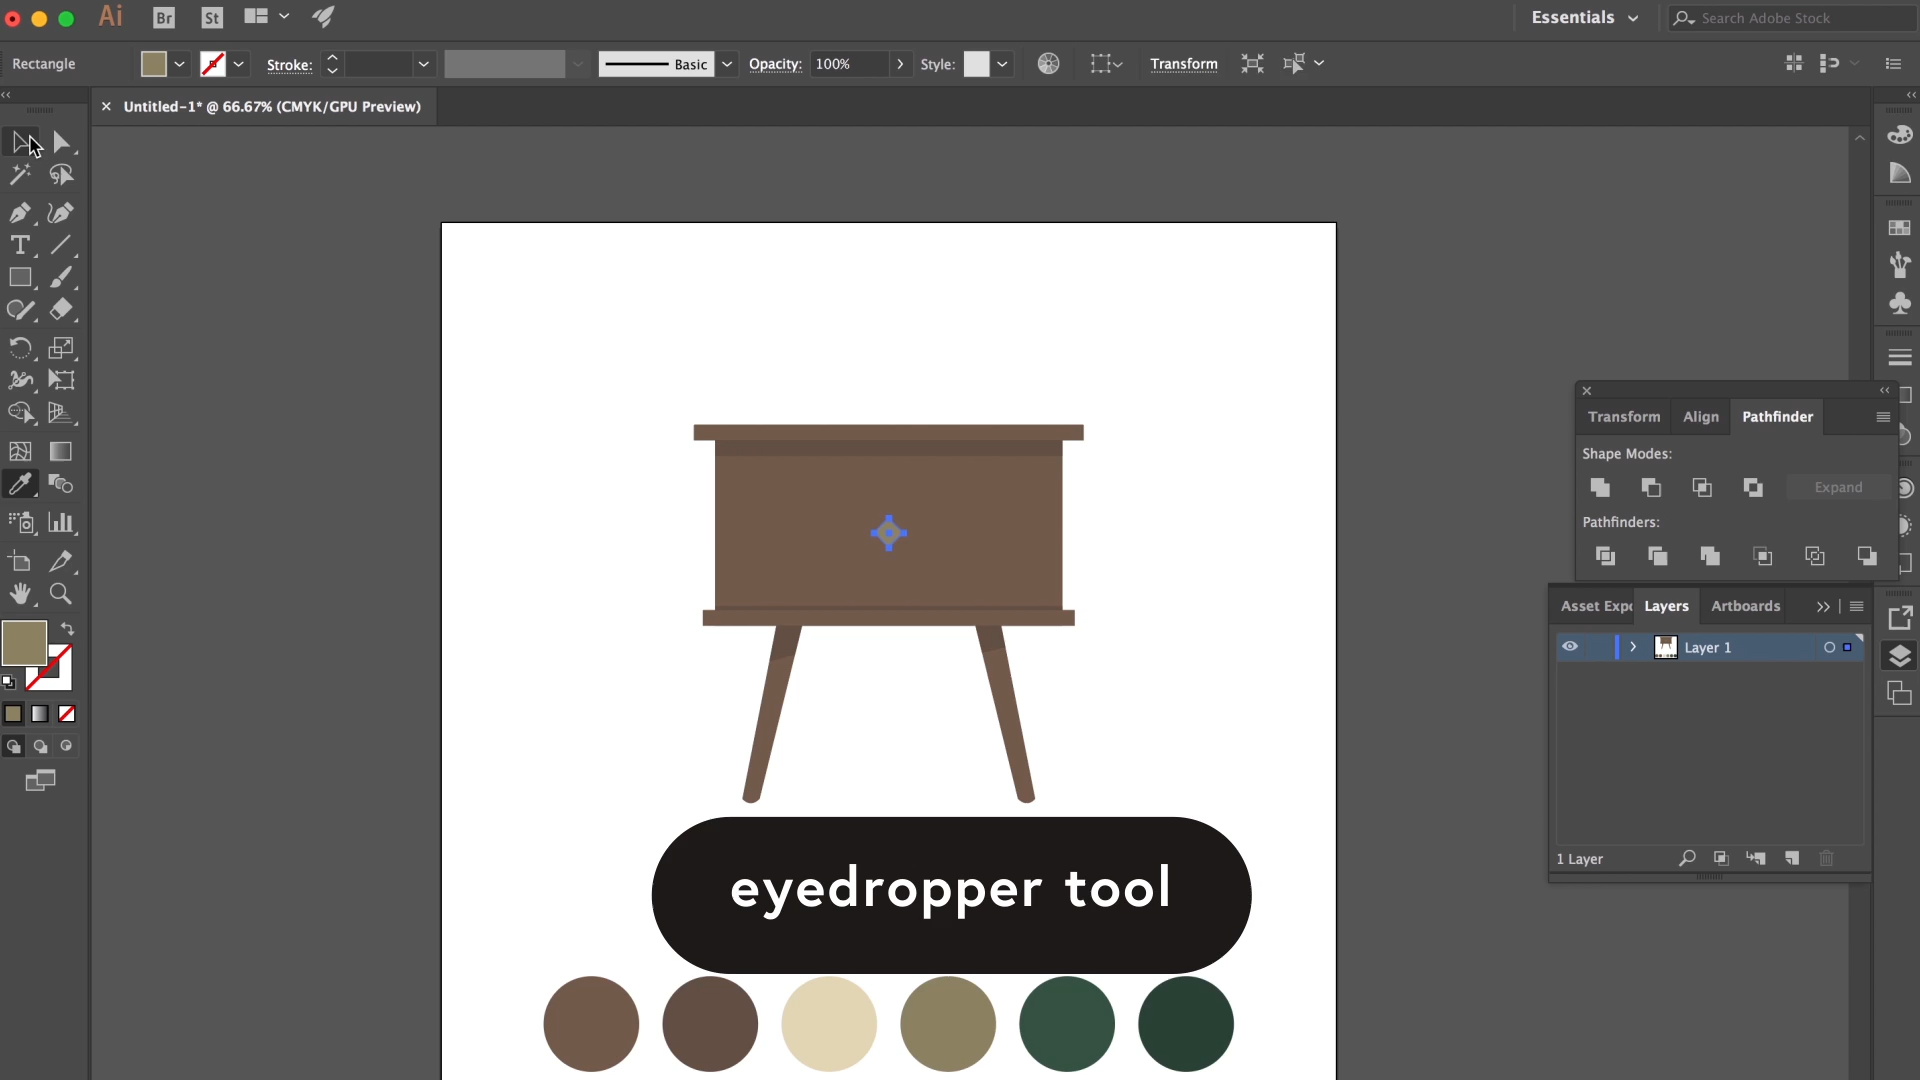 Ai
Br
St
Essentials
Search Adobe Stock
Rectangle
Stroke:
Basic
Opacity:
100%
Style:
Transform
Untitled-1* @ 66.67% (CMYK/GPU Preview)
Transform
Align
Pathfinder
Shape Modes:
Expand
Pathfinders:
Asset Expo
Layers
Artboards
Layer 1
1 Layer
eyedropper tool